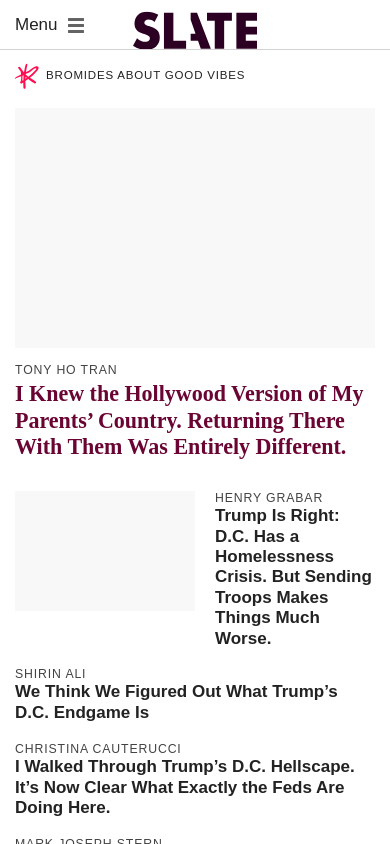 Menu
SLATE
BROMIDES ABOUT GOOD VIBES
TONY HO TRAN
I Knew the Hollywood Version of My
Parents’ Country. Returning There
With Them Was Entirely Different.
HENRY GRABAR
Trump Is Right:
D.C. Has a
Homelessness
Crisis. But Sending
Troops Makes
Things Much
Worse.
SHIRIN ALI
We Think We Figured Out What Trump’s
D.C. Endgame Is
CHRISTINA CAUTERUCCI
I Walked Through Trump’s D.C. Hellscape.
It’s Now Clear What Exactly the Feds Are
Doing Here.
MARK JOSEPH STERN